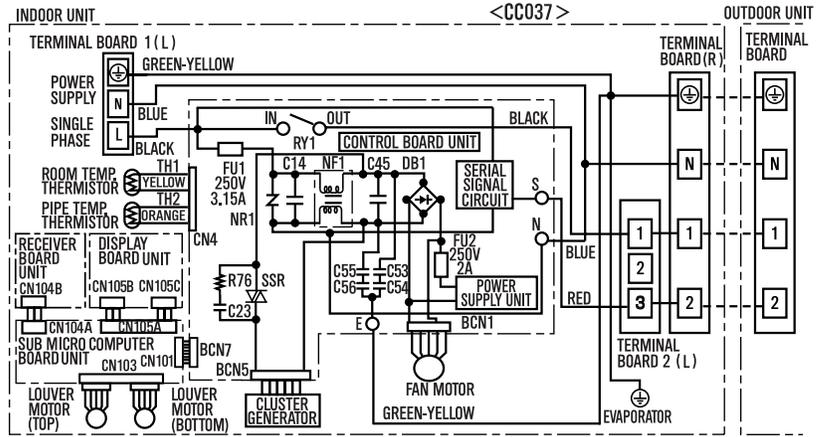 INDOOR UNIT
<CC037>
OUTDOOR UNIT
TERMINAL BOARD 1(L)
GREEN-YELLOW
TERMINAL
BOARD(R)
TERMINAL
BOARD
POWER
SUPPLY
N
BLUE
SINGLE
PHASE
L
BLACK
IN
OUT
RY1
BLACK
CONTROL BOARD UNIT
N
N
ROOM TEMP.
THERMISTOR
TH1
YELLOW
PIPE TEMP.
THERMISTOR
TH2
ORANGE
CN4
FU1
250V
3.15A
C14
NF1
C45
DB1
NR1
SERIAL
SIGNAL
CIRCUIT
S
N
BLUE
1
2
3
1
2
1
2
RED
RECEIVER
BOARD
UNIT
CN104B
DISPLAY
BOARD UNIT
CN105B
CN105C
R76
SSR
C23
C55
C56
C53
C54
FU2
250V
2A
POWER
SUPPLY UNIT
E
BCN1
CN104A
CN105A
SUB MICRO COMPUTER
BOARD UNIT
CN101
CN103
BCN7
BCN5
TERMINAL
BOARD 2 (L)
FAN MOTOR
LOUVER
MOTOR
(TOP)
LOUVER
MOTOR
(BOTTOM)
CLUSTER
GENERATOR
GREEN-YELLOW
EVAPORATOR